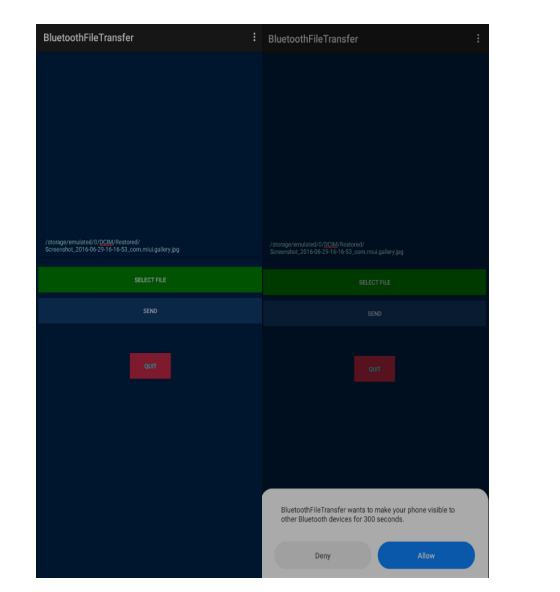 BluetoothFileTransfer
/storage/emulated/0/DCIM/Restored/
Screenshot_2016-06-29-16-16-53_com.miui.gallery.jpg
SELECT FILE
SEND
QUIT
BluetoothFileTransfer
/storage/emulated/0/DCIM/Restored/
Screenshot_2016-06-29-16-16-53_com.miui.gallery.jpg
SELECT FILE
SEND
QUIT
BluetoothFileTransfer wants to make your phone visible to
other Bluetooth devices for 300 seconds.
Deny
Allow